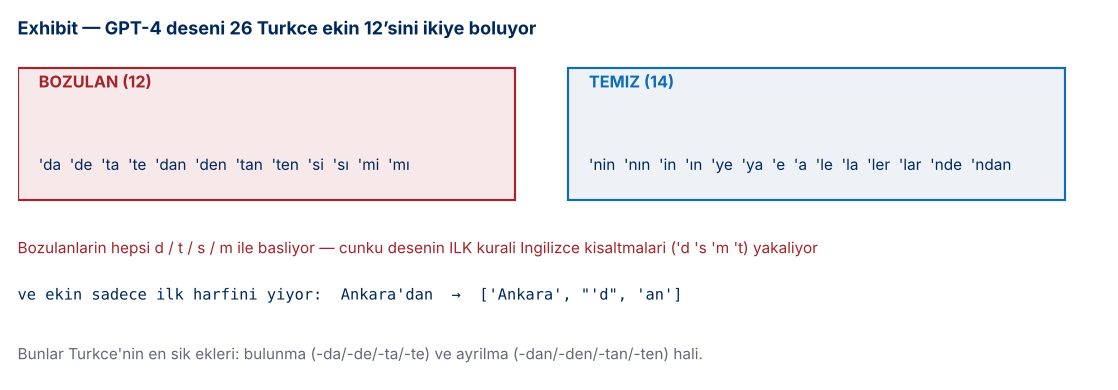 Exhibit — GPT-4 deseni 26 Turkce ekin 12’sini ikiye boluyor
BOZULAN (12)
'da 'de 'ta 'te 'dan 'den 'tan 'ten 'si 'sı 'mi 'mı
TEMIZ (14)
'nin 'nın 'in 'ın 'ye 'ya 'e 'a 'le 'la 'ler 'lar 'nde 'ndan
Bozulanlarin hepsi d / t / s / m ile basliyor — cunku desenin ILK kurali Ingilizce kisaltmalari ('d 's 'm 't) yakaliyor
ve ekin sadece ilk harfini yiyor: Ankara'dan → ['Ankara', "'d", 'an']
Bunlar Turkce'nin en sik ekleri: bulunma (-da/-de/-ta/-te) ve ayrilma (-dan/-den/-tan/-ten) hali.